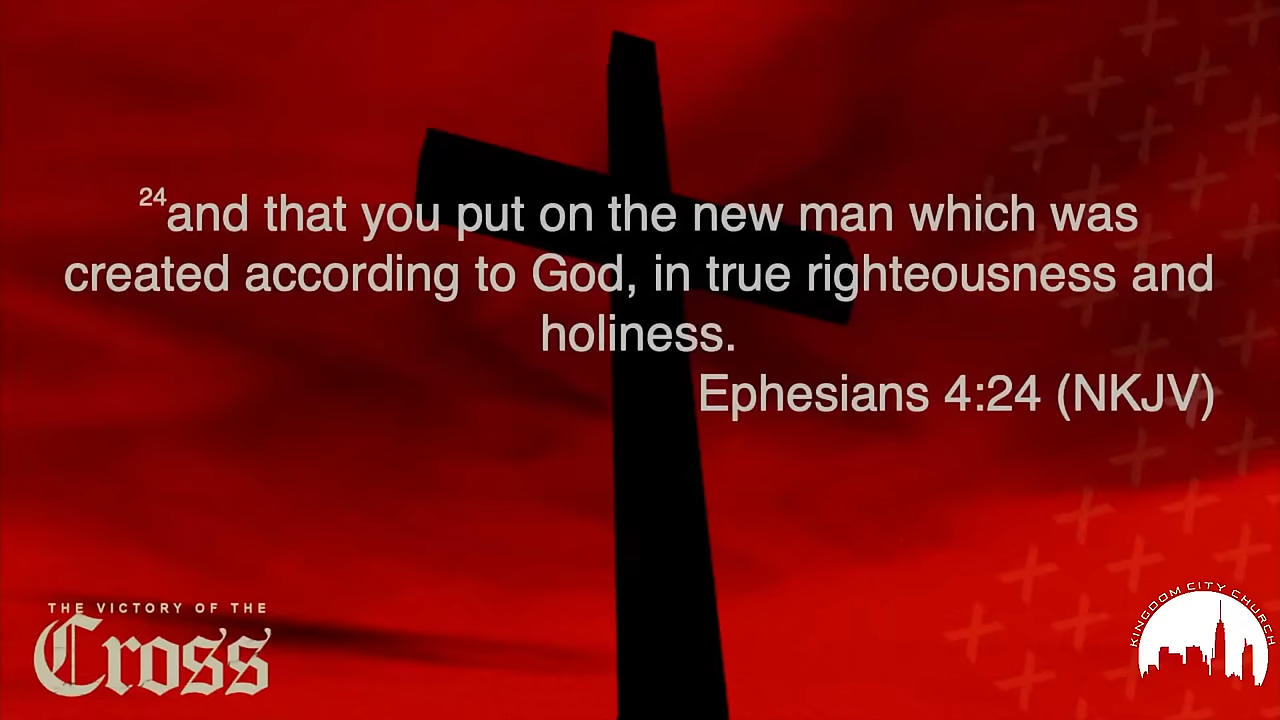 24and that you put on the new man which was
created according to God, in true righteousness and
holiness.
Ephesians 4:24 (NKJV)
THE VICTORY OF THE
Cross
KINGDOM CITY CHURCH